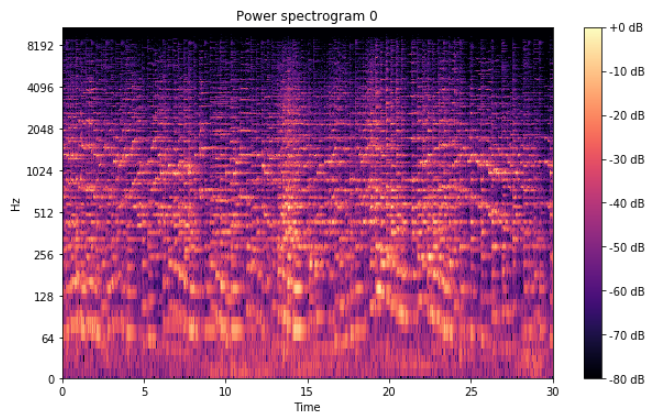 Power spectrogram 0
8192
4096
2048
1024
512
256
128
64
0
Hz
0 5 10 15 20 25 30
Time
+0 dB
-10 dB
-20 dB
-30 dB
-40 dB
-50 dB
-60 dB
-70 dB
-80 dB